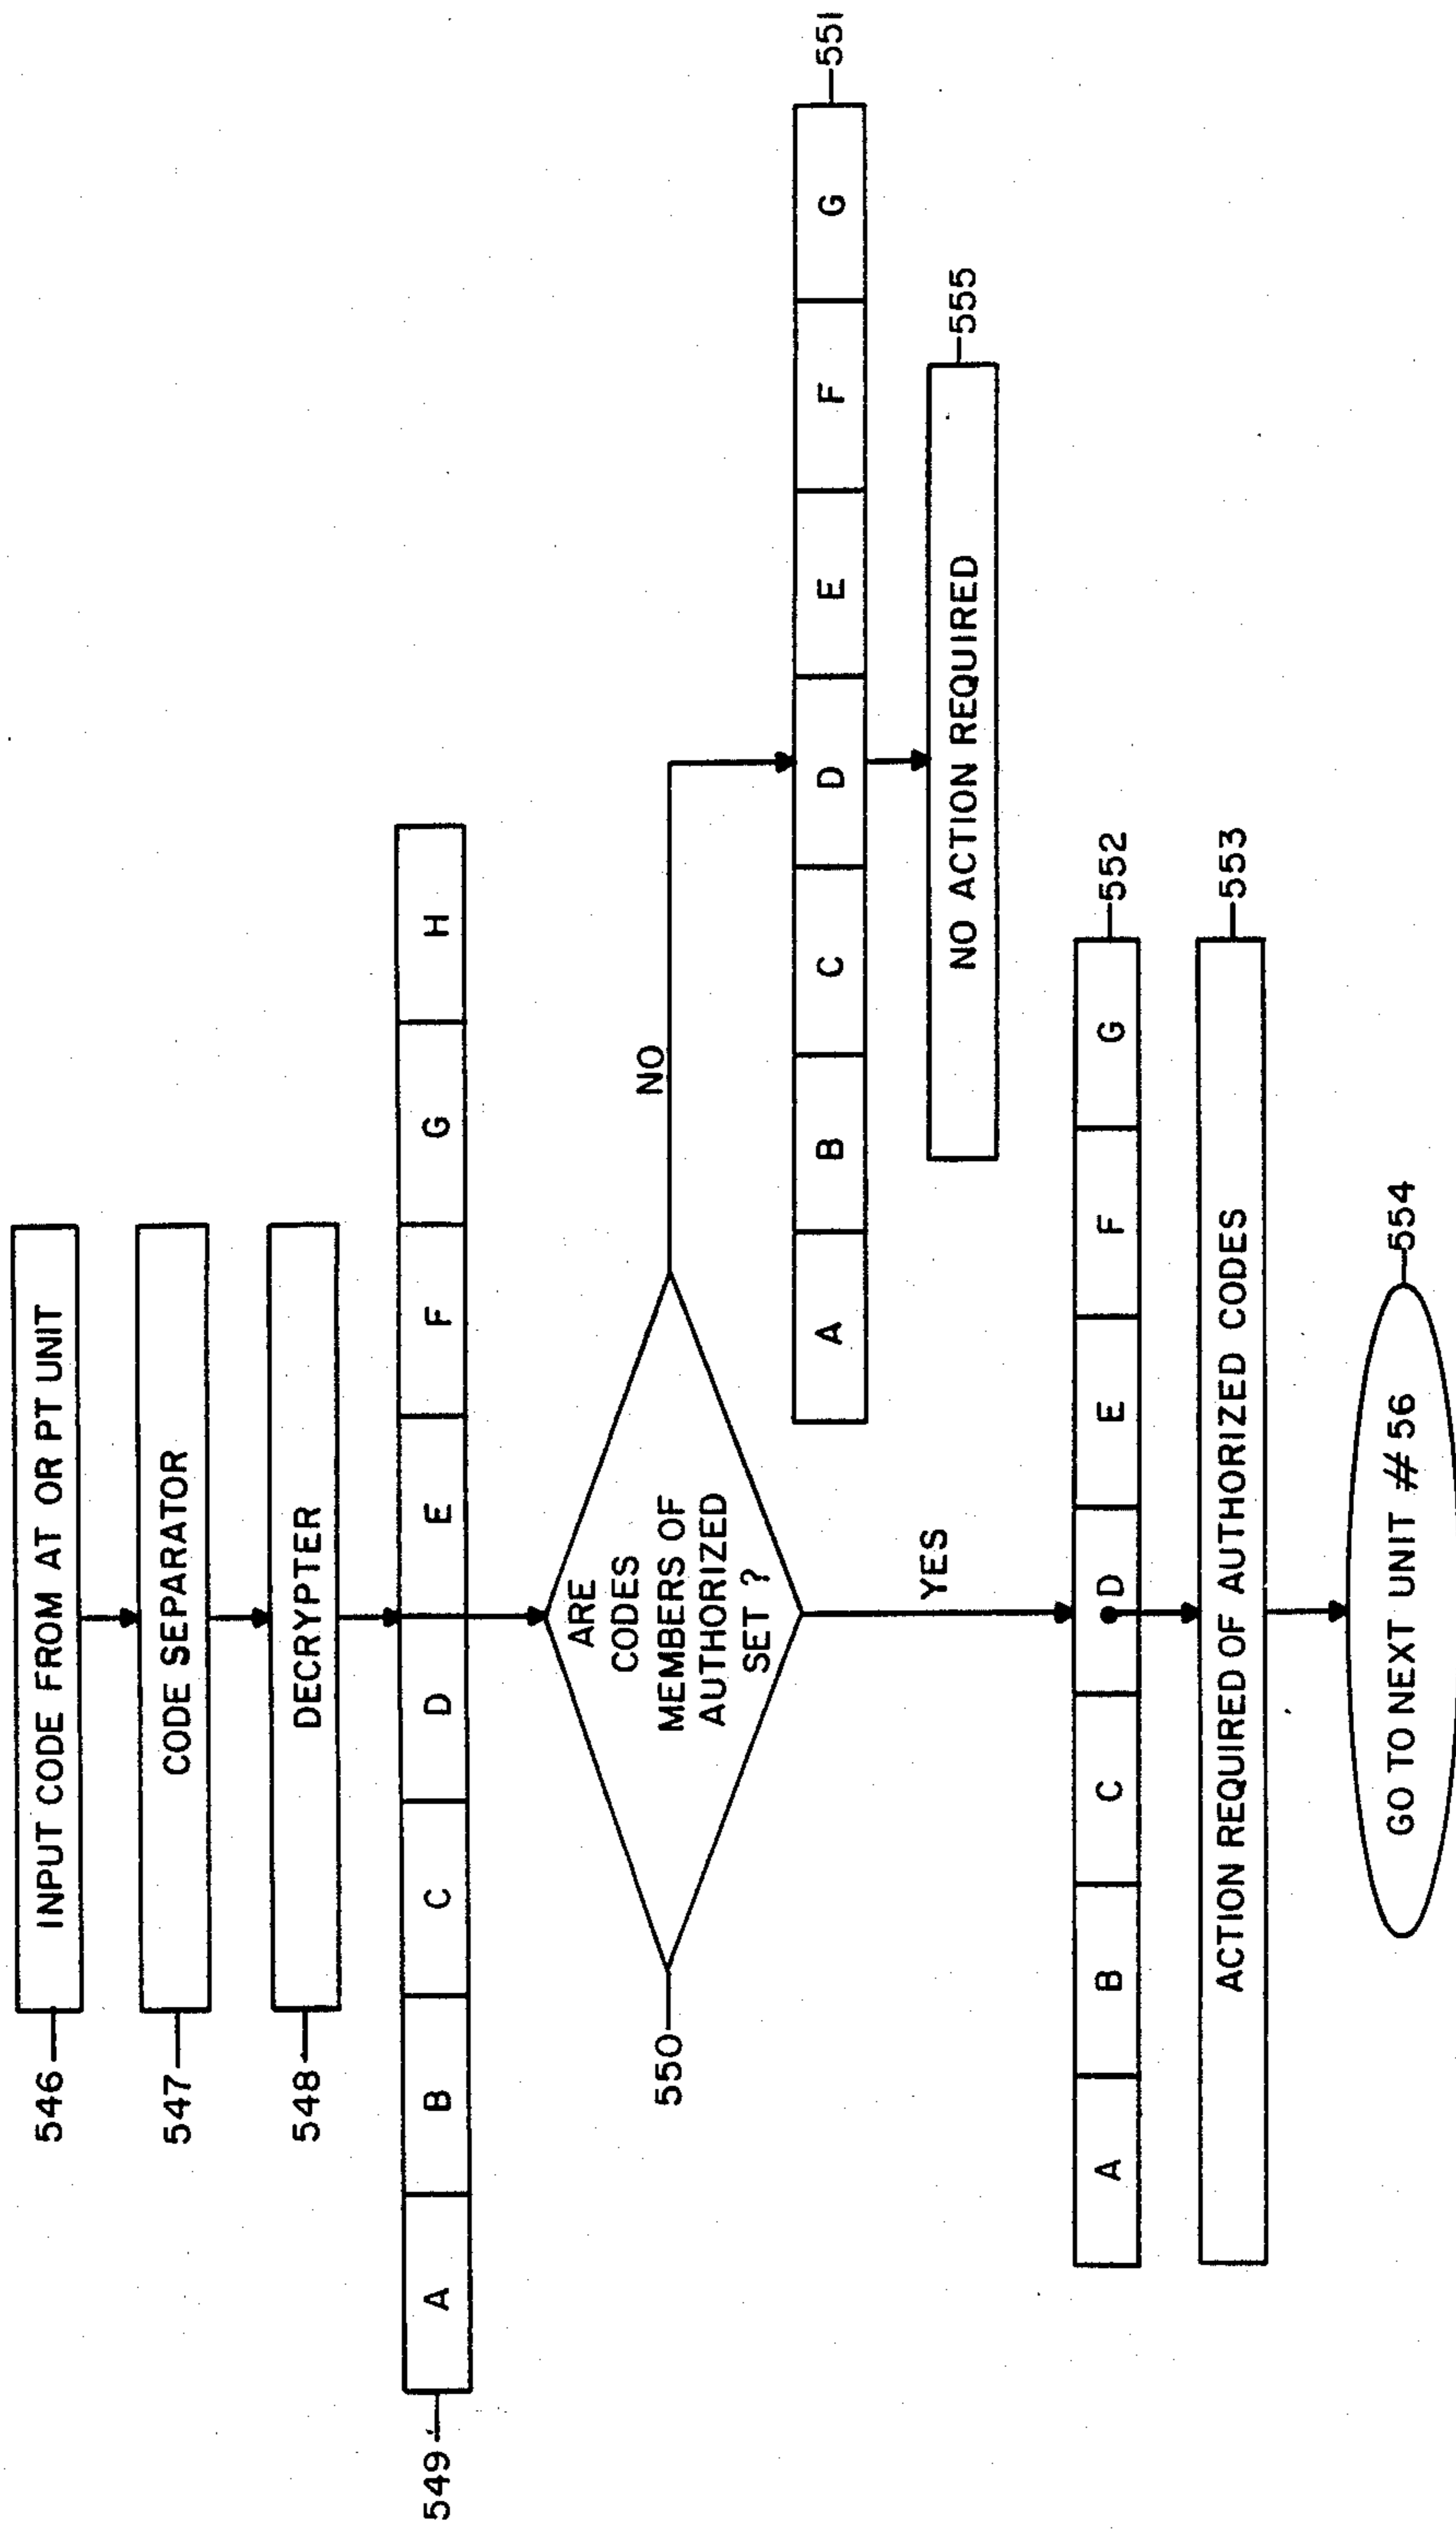 546
INPUT CODE FROM AT OR PT UNIT
547
CODE SEPARATOR
548
DECRYPTER
549
A B C D E F G H
550
ARE
CODES
MEMBERS OF
AUTHORIZED
SET ?
NO
A B C D E F G
551
NO ACTION REQUIRED
555
YES
A B C D E F G
552
ACTION REQUIRED OF AUTHORIZED CODES
553
GO TO NEXT UNIT # 56
554